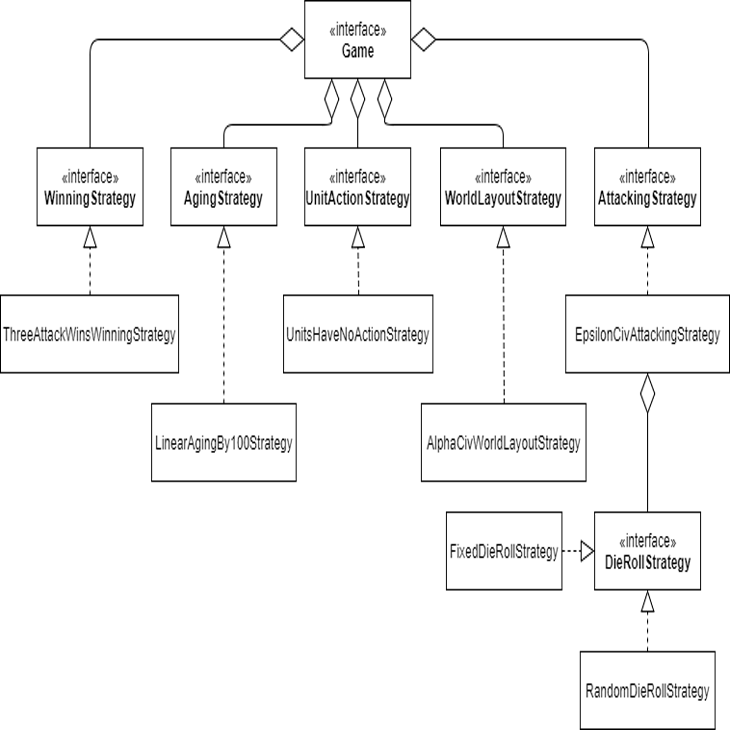 «interface»
Game
«interface»
WinningStrategy
«interface»
AgingStrategy
«interface»
UnitActionStrategy
«interface»
WorldLayoutStrategy
«interface»
AttackingStrategy
ThreeAttackWinsWinningStrategy
UnitsHaveNoActionStrategy
EpsilonCivAttackingStrategy
LinearAgingBy100Strategy
AlphaCivWorldLayoutStrategy
FixedDieRollStrategy
«interface»
DieRollStrategy
RandomDieRollStrategy